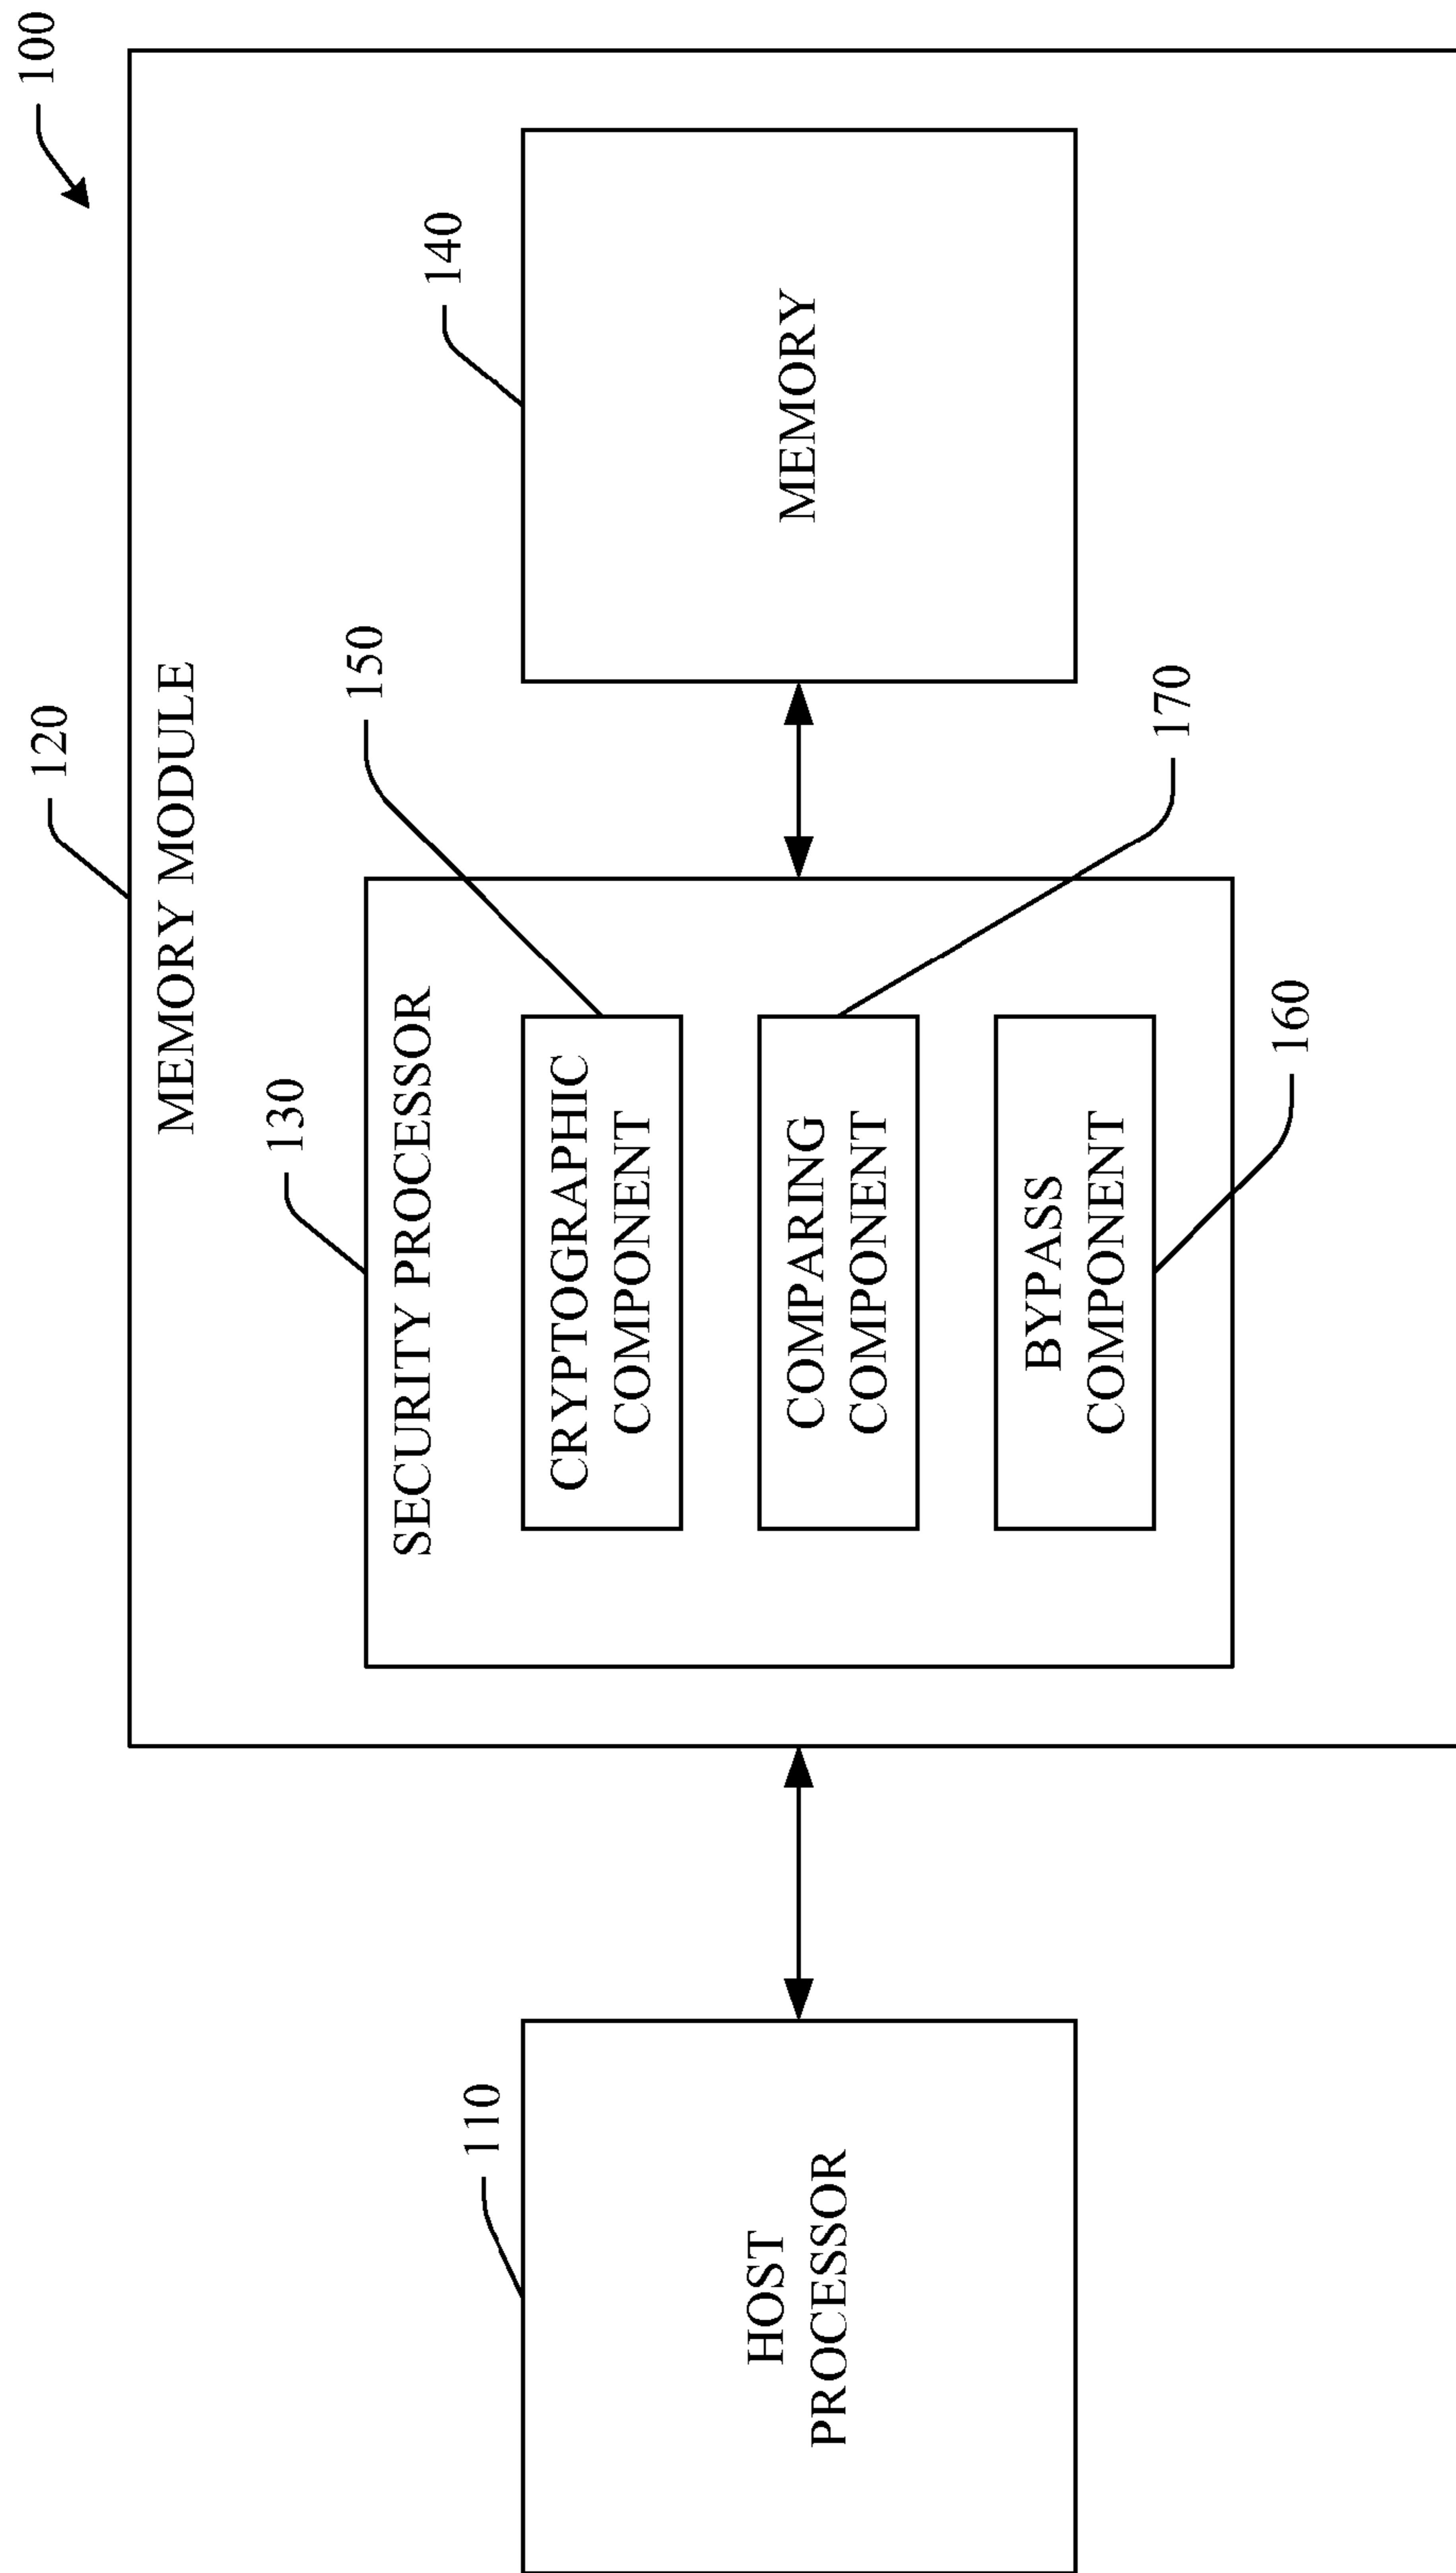 100
120
MEMORY MODULE
130
SECURITY PROCESSOR
150
CRYPTOGRAPHIC
COMPONENT
COMPARING
COMPONENT
170
BYPASS
COMPONENT
160
140
MEMORY
110
HOST
PROCESSOR